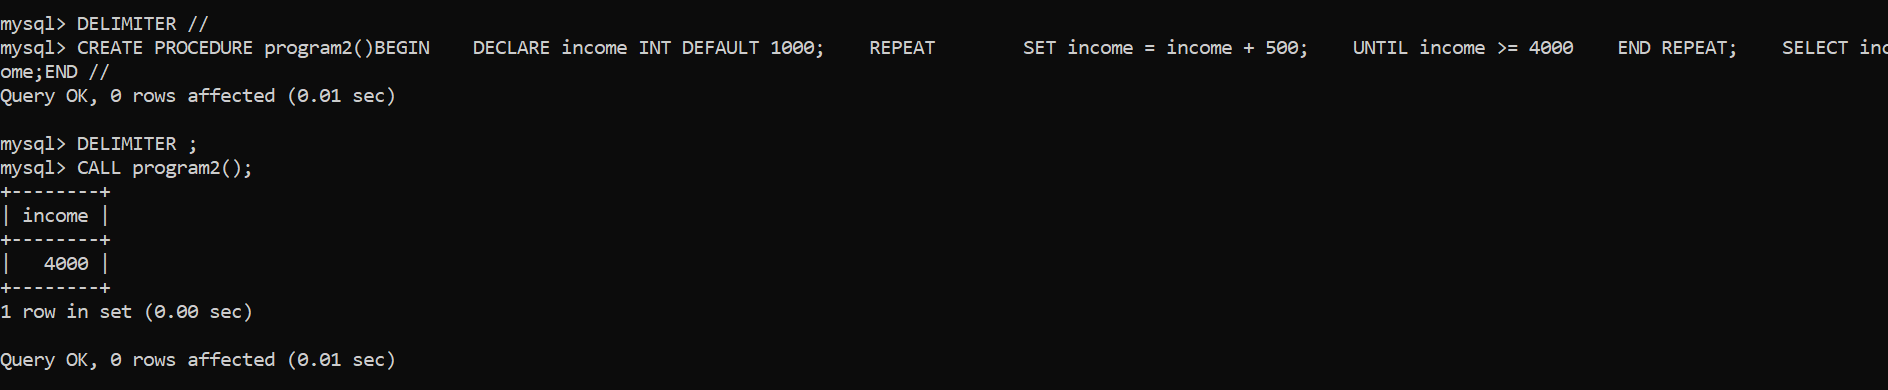 mysql> DELIMITER //
mysql> CREATE PROCEDURE program2()BEGIN    DECLARE income INT DEFAULT 1000;    REPEAT        SET income = income + 500;    UNTIL income >= 4000    END REPEAT;    SELECT inc
ome;END //
Query OK, 0 rows affected (0.01 sec)

mysql> DELIMITER ;
mysql> CALL program2();
+--------+
| income |
+--------+
|   4000 |
+--------+
1 row in set (0.00 sec)

Query OK, 0 rows affected (0.01 sec)